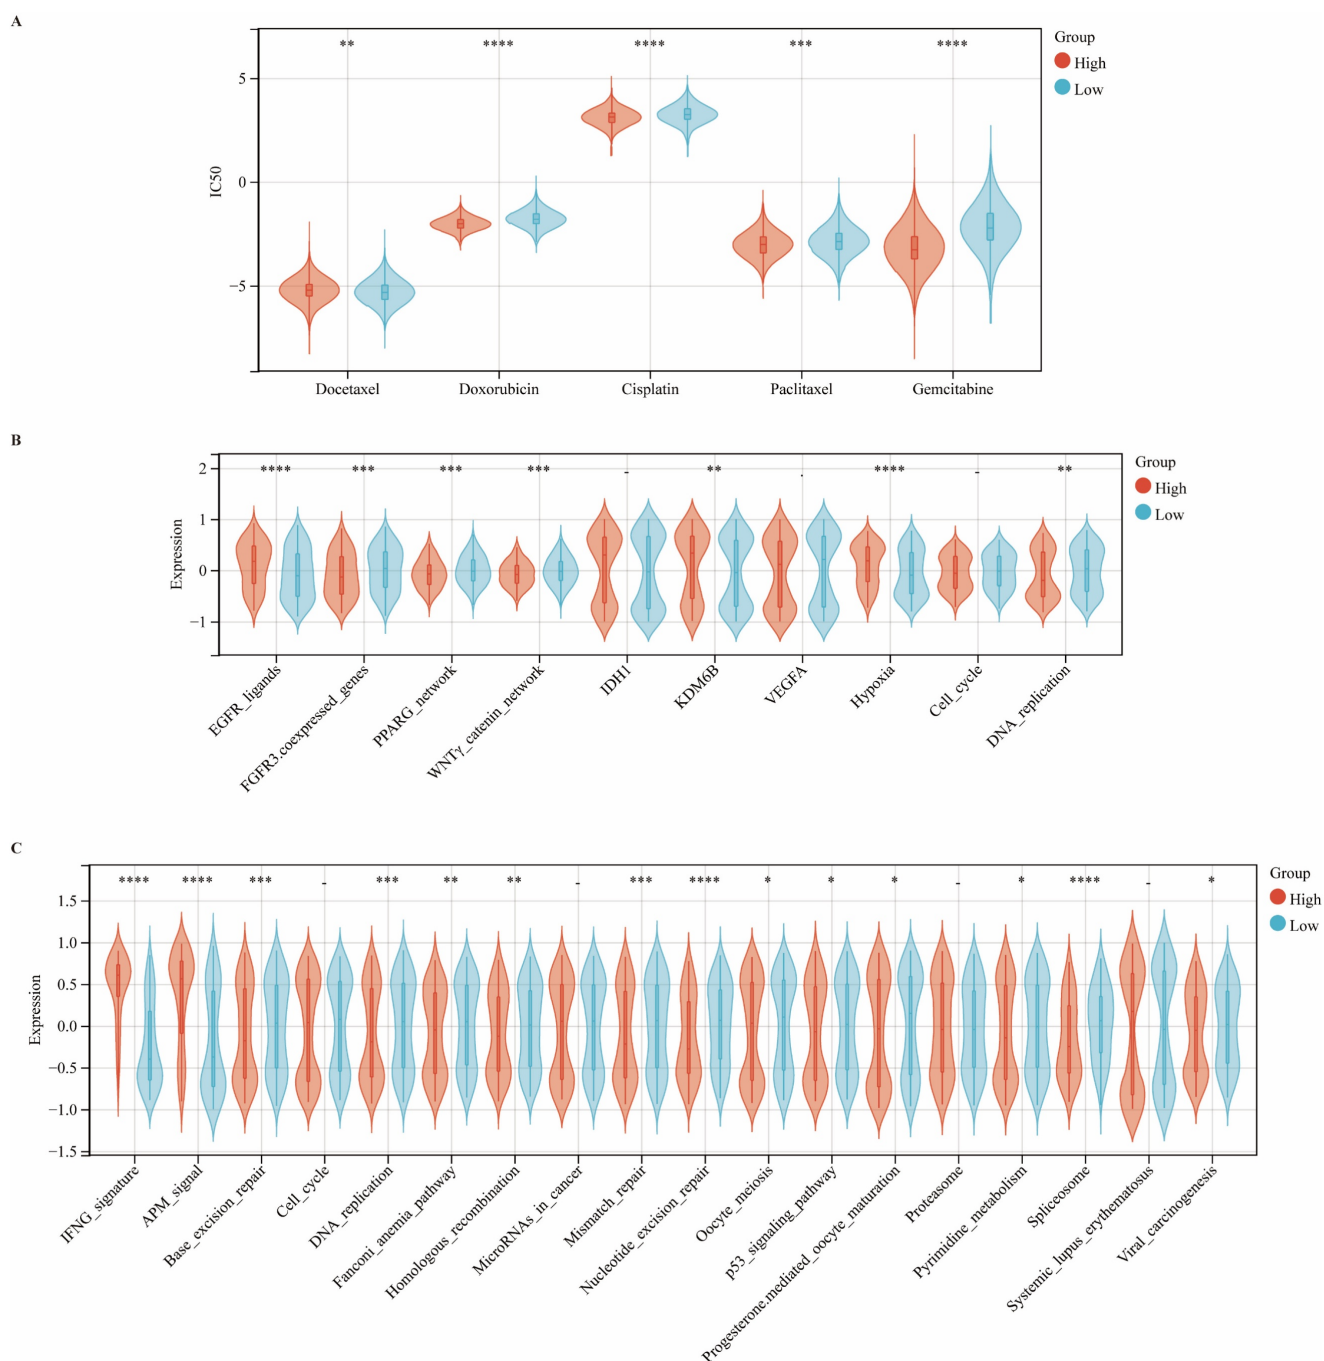 A
** **** **** *** ****
Group
High
Low
5
0
−5
IC50
Docetaxel Doxorubicin Cisplatin Paclitaxel Gemcitabine
B
**** *** *** *** - ** . **** - **
Group
High
Low
2
1
0
−1
Expression
EGFR_ligands
FGFR3.coexpressed_genes
PPARG_network
WNTγ_catenin_network
IDH1
KDM6B
VEGFA
Hypoxia
Cell_cycle
DNA_replication
C
**** **** *** - *** ** ** - *** **** * * * - * **** - *
Group
High
Low
1.5
1.0
0.5
0.0
−0.5
−1.0
−1.5
Expression
IFNG_signature
APM_signal
Base_excision_repair
Cell_cycle
DNA_replication
Fanconi_anemia_pathway
Homologous_recombination
MicroRNAs_in_cancer
Mismatch_repair
Nucleotide_excision_repair
Oocyte_meiosis
p53_signaling_pathway
Progesterone.mediated_oocyte_maturation
Proteasome
Pyrimidine_metabolism
Spliceosome
Systemic_lupus_erythematosus
Viral_carcinogenesis